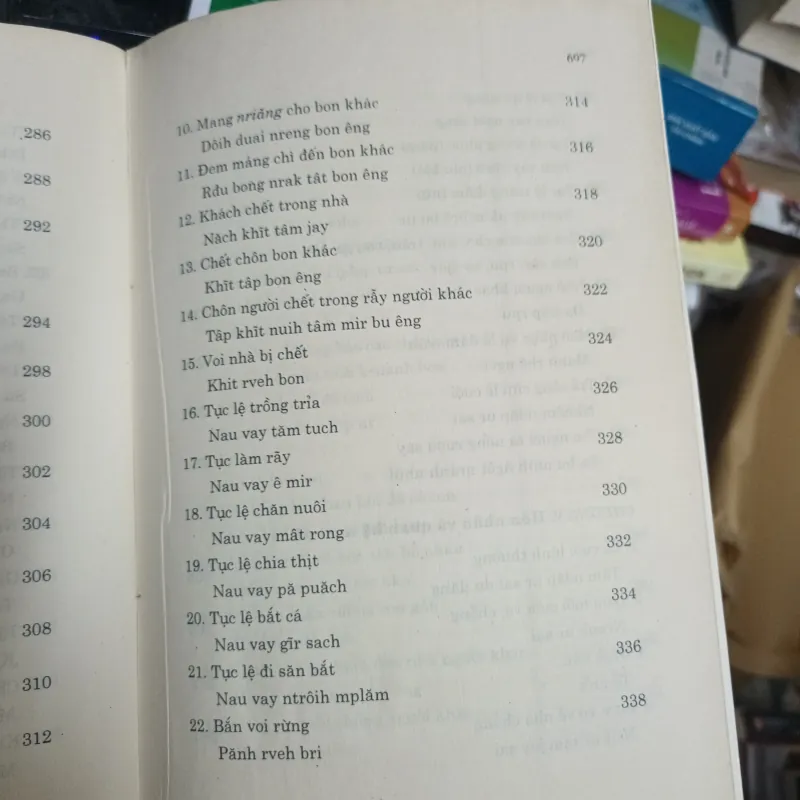 697
.286
288
292
294
298
300
302
304
306
308
310
312
10. Mang nriăng cho bon khác 314
Dôih duai nreng bon êng
11. Đem máng chì đến bon khác 316
Rđu bong nrak tât bon êng
12. Khách chết trong nhà 318
Năch khĭt tâm jay
13. Chết chôn bon khác 320
Khĭt tâp bon êng
14. Chôn người chết trong rẫy người khác 322
Tâp khĭt nuih tâm mir bu êng
15. Voi nhà bị chết 324
Khit rveh bon
16. Tục lệ trồng trỉa 326
Nau vay tăm tuch
17. Tục làm rẫy 328
Nau vay ê mir
18. Tục lệ chăn nuôi 330
Nau vay mât rong
19. Tục lệ chia thịt 332
Nau vay pă puăch
20. Tục lệ bắt cá 334
Nau vay gĭr sach
21. Tục lệ đi săn bắt 336
Nau vay ntrôih mplăm
22. Bắn voi rừng 338
Pănh rveh brị